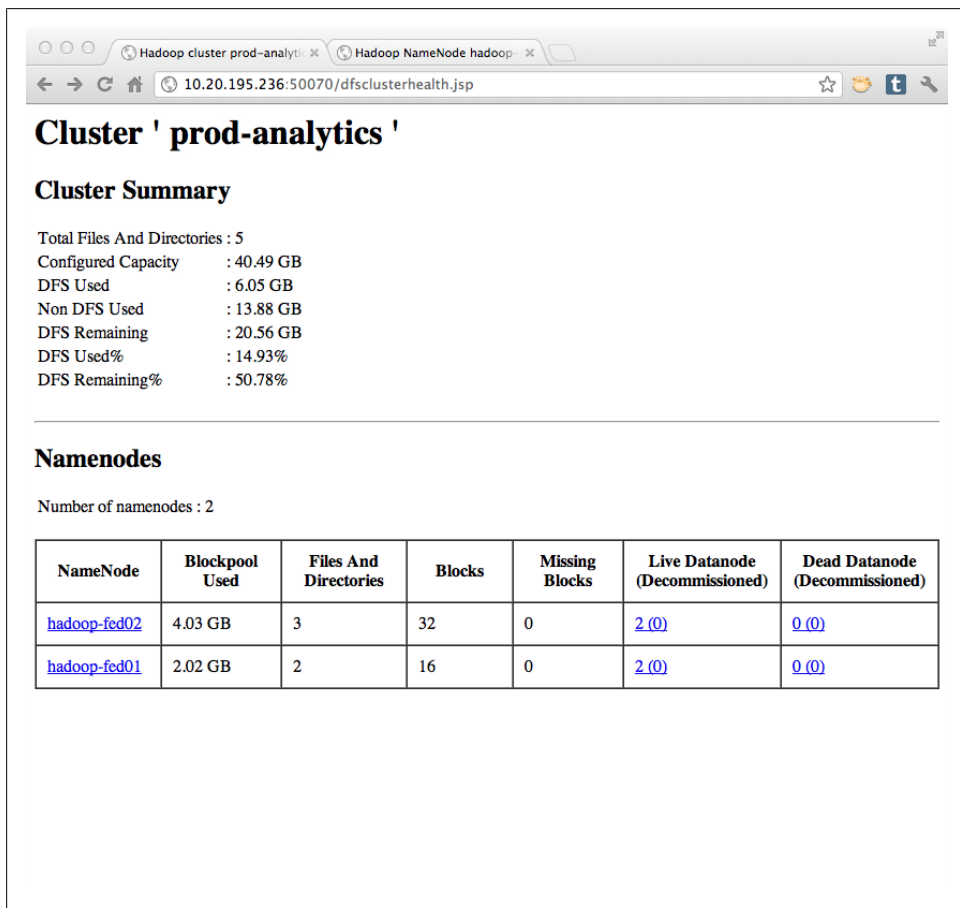 Hadoop cluster prod-analyti
Hadoop NameNode hadoop-
10.20.195.236:50070/dfsclusterhealth.jsp
t
Cluster ' prod-analytics '
Cluster Summary
Total Files And Directories : 5
Configured Capacity : 40.49 GB
DFS Used : 6.05 GB
Non DFS Used : 13.88 GB
DFS Remaining : 20.56 GB
DFS Used% : 14.93%
DFS Remaining% : 50.78%
Namenodes
Number of namenodes : 2
NameNode Blockpool Used Files And Directories Blocks Missing Blocks Live Datanode (Decommissioned) Dead Datanode (Decommissioned)
hadoop-fed02 4.03 GB 3 32 0 2 (0) 0 (0)
hadoop-fed01 2.02 GB 2 16 0 2 (0) 0 (0)